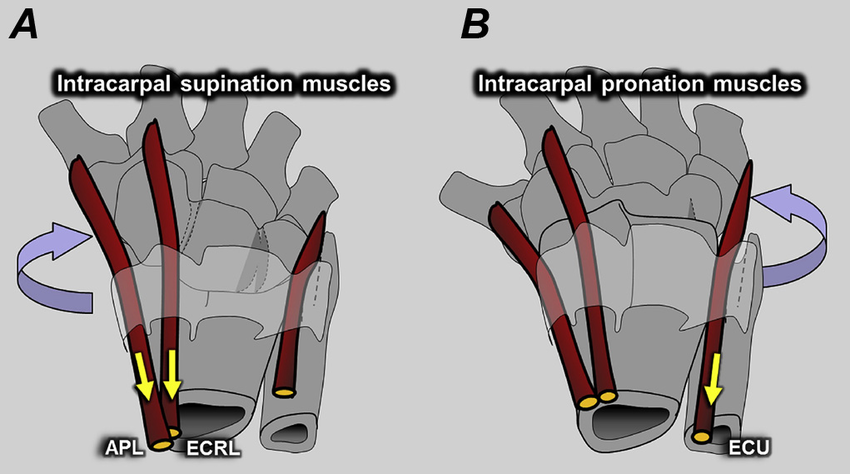 A
B
Intracarpal supination muscles
Intracarpal pronation muscles
APL
ECRL
ECU